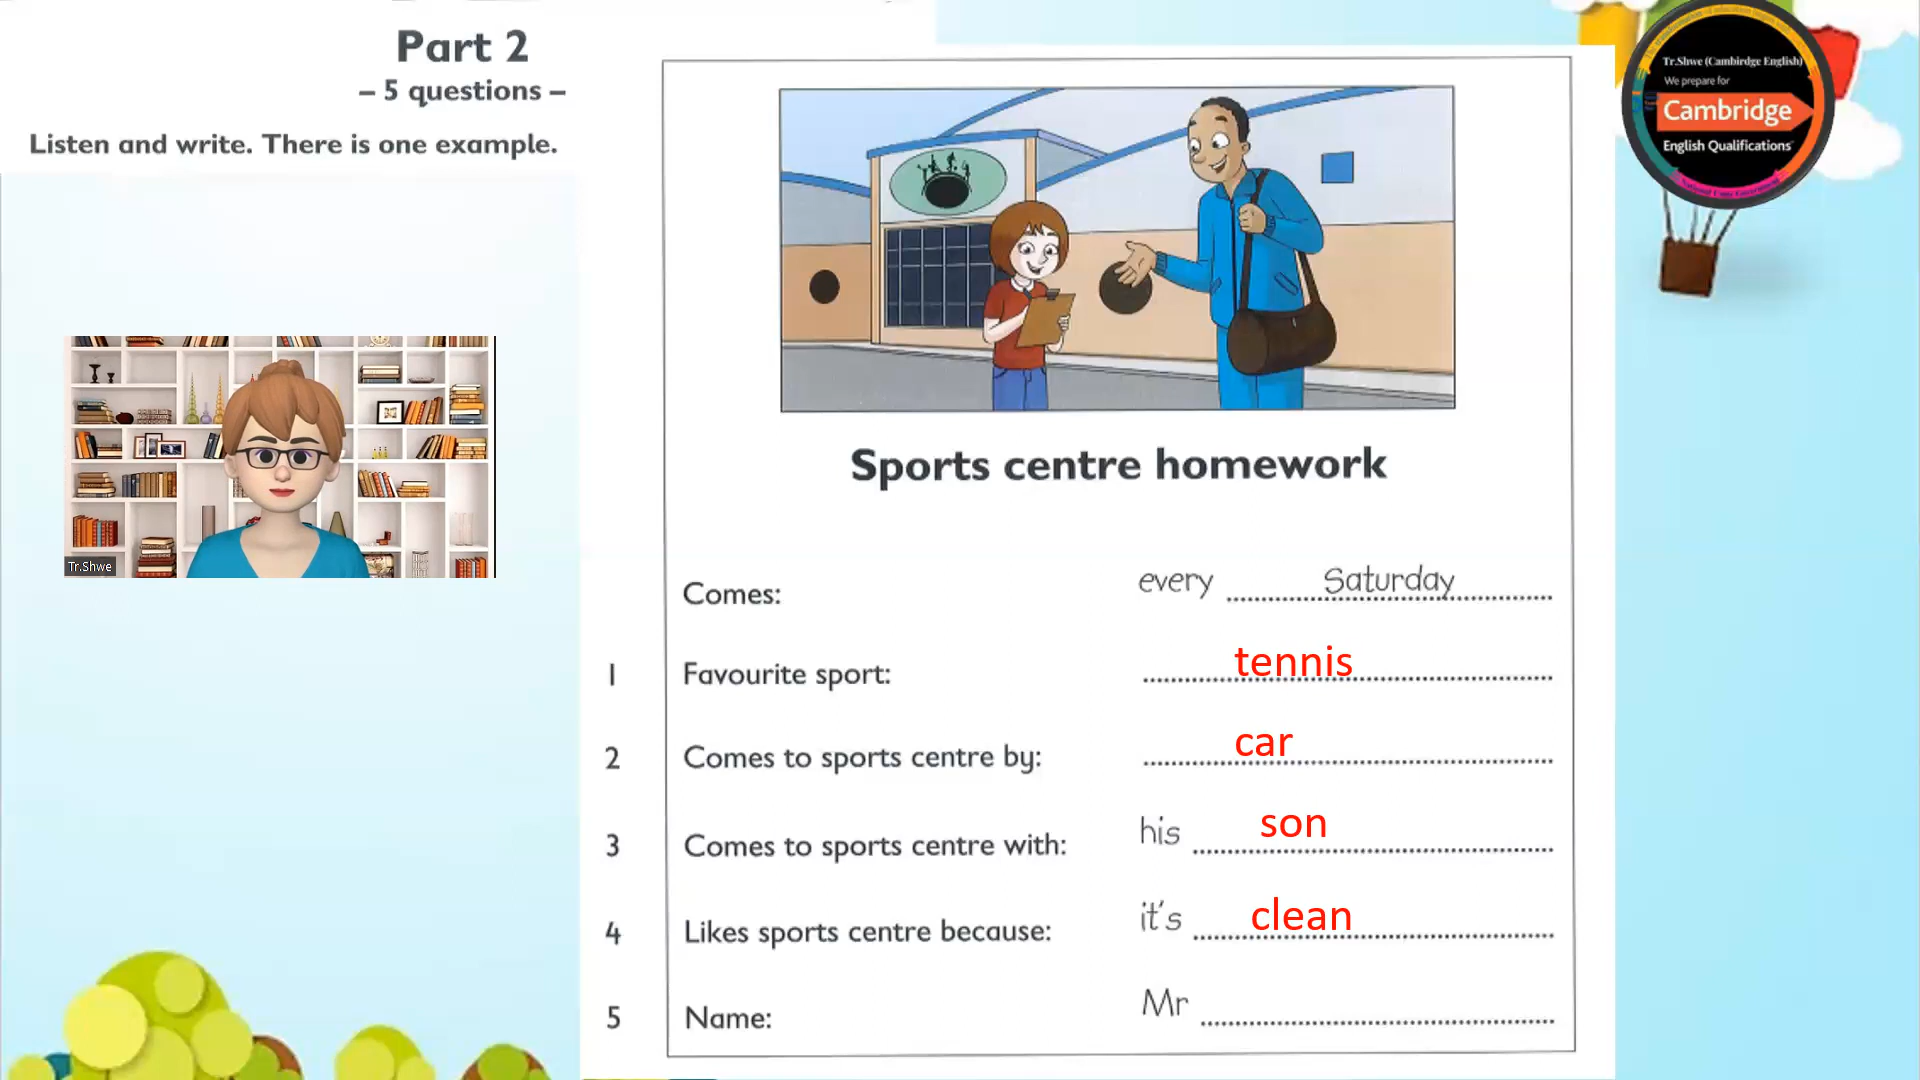 Part 2
– 5 questions –
Listen and write. There is one example.
Tr.Shwe (Cambirdge English)
We prepare for
Cambridge
English Qualifications
Tr.Shwe
Sports centre homework
Comes: every Saturday
1 Favourite sport: tennis
2 Comes to sports centre by: car
3 Comes to sports centre with: his son
4 Likes sports centre because: it's clean
5 Name: Mr